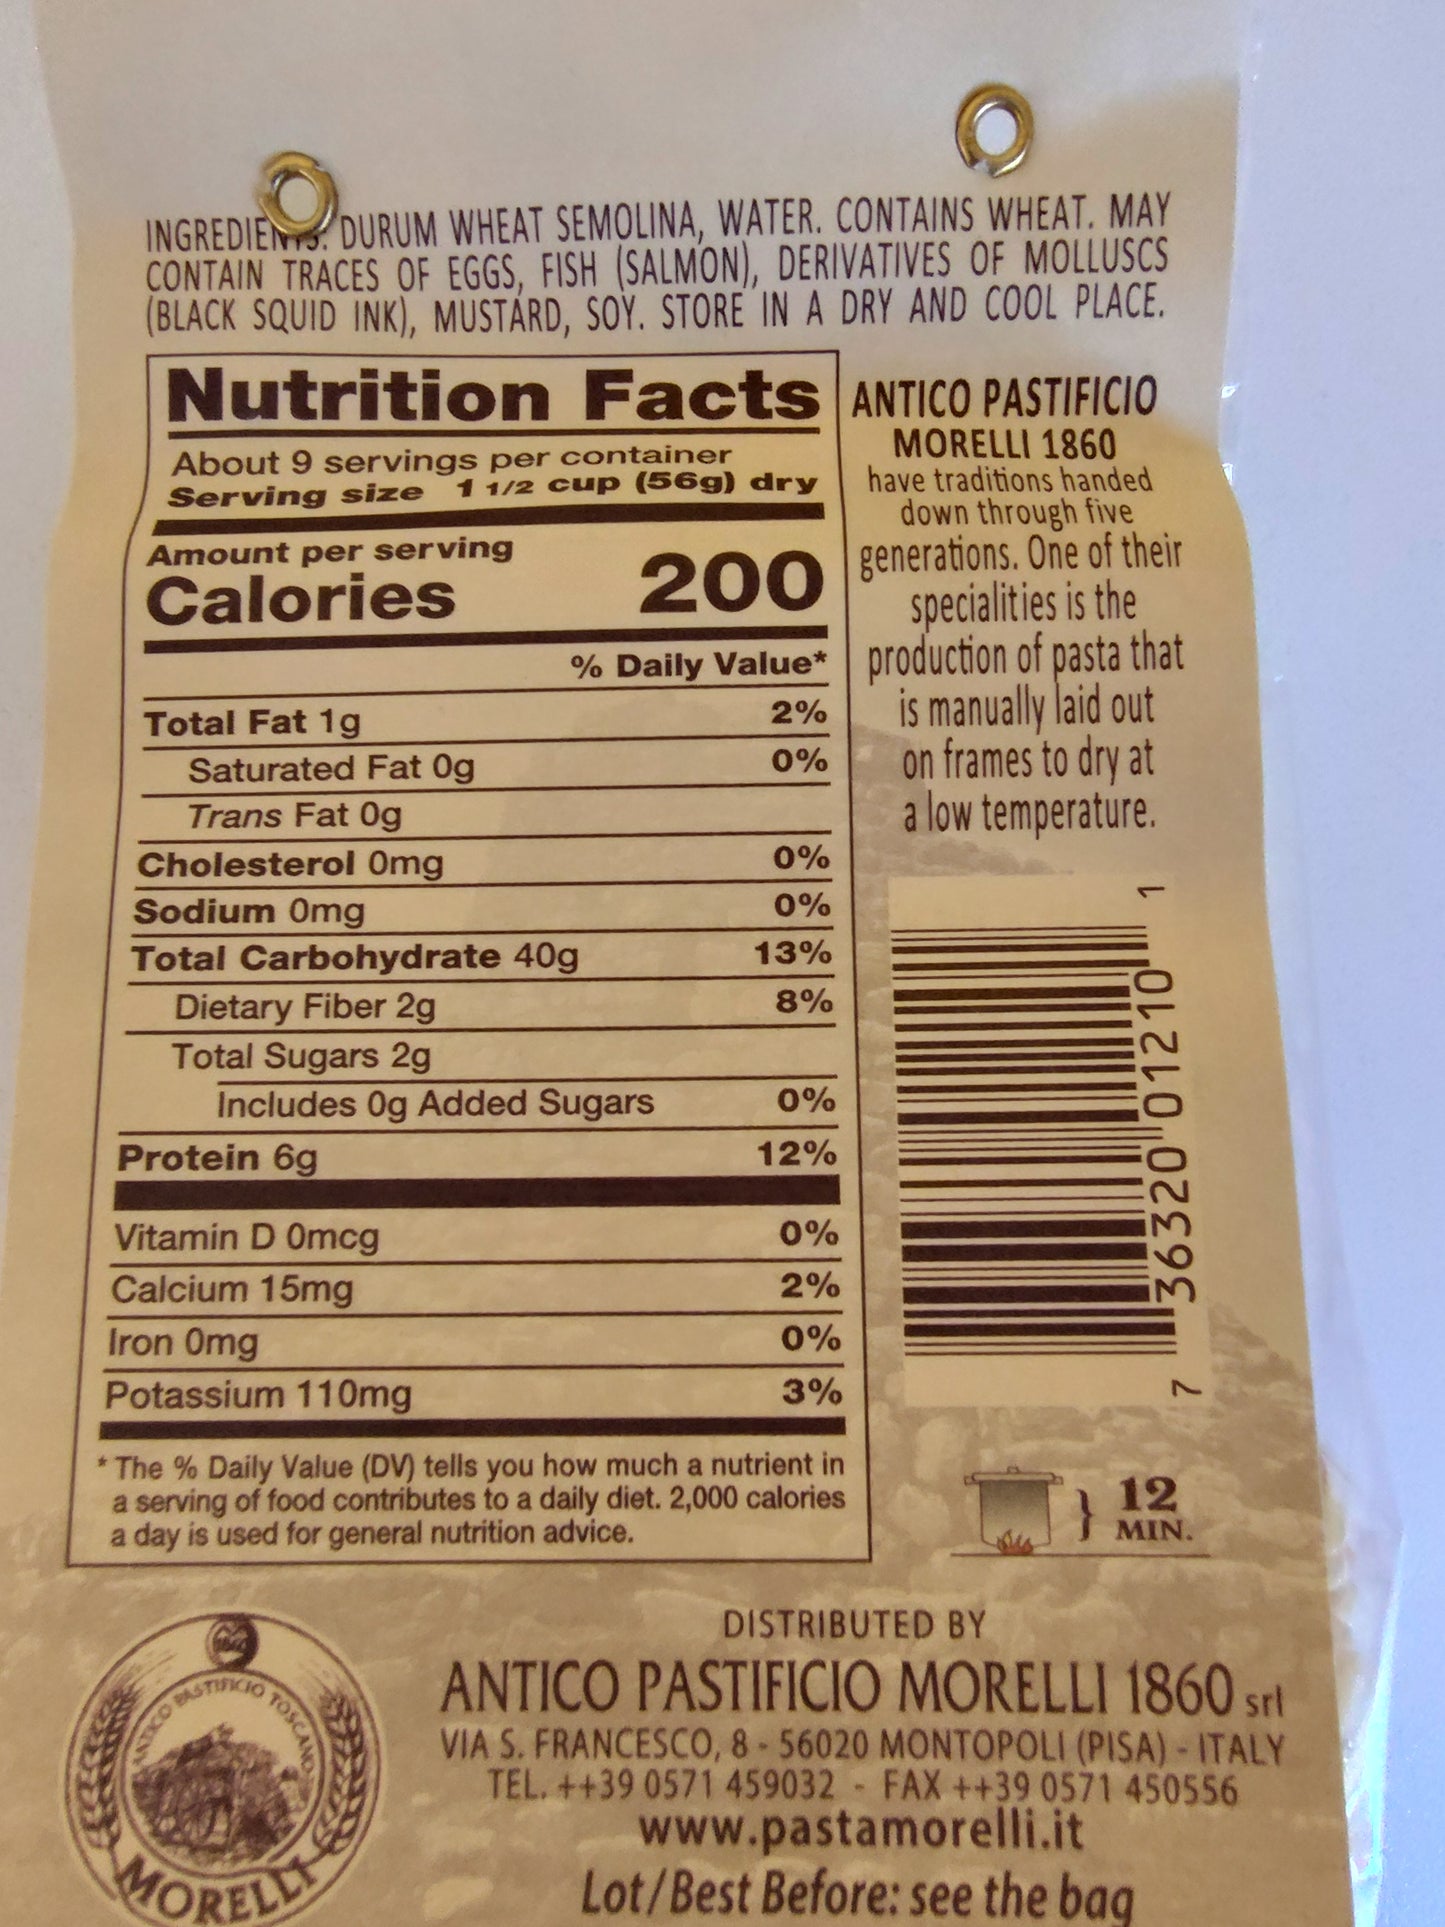 INGREDIENTS: DURUM WHEAT SEMOLINA, WATER. CONTAINS WHEAT. MAY
CONTAIN TRACES OF EGGS, FISH (SALMON), DERIVATIVES OF MOLLUSCS
(BLACK SQUID INK), MUSTARD, SOY. STORE IN A DRY AND COOL PLACE.
Nutrition Facts
About 9 servings per container
Serving size 1 1/2 cup (56g) dry
Amount per serving
Calories 200
% Daily Value*
Total Fat 1g 2%
Saturated Fat 0g 0%
Trans Fat 0g
Cholesterol 0mg 0%
Sodium 0mg 0%
Total Carbohydrate 40g 13%
Dietary Fiber 2g 8%
Total Sugars 2g
Includes 0g Added Sugars 0%
Protein 6g 12%
Vitamin D 0mcg 0%
Calcium 15mg 2%
Iron 0mg 0%
Potassium 110mg 3%
* The % Daily Value (DV) tells you how much a nutrient in
a serving of food contributes to a daily diet. 2,000 calories
a day is used for general nutrition advice.
ANTICO PASTIFICIO
MORELLI 1860
have traditions handed
down through five
generations. One of their
specialities is the
production of pasta that
is manually laid out
on frames to dry at
a low temperature.
7 36320 01210 1
} 12
MIN.
1860
ANTICO PASTIFICIO TOSCANO
MORELLI
DISTRIBUTED BY
ANTICO PASTIFICIO MORELLI 1860 srl
VIA S. FRANCESCO, 8 - 56020 MONTOPOLI (PISA) - ITALY
TEL. ++39 0571 459032 - FAX ++39 0571 450556
www.pastamorelli.it
Lot/Best Before: see the bag